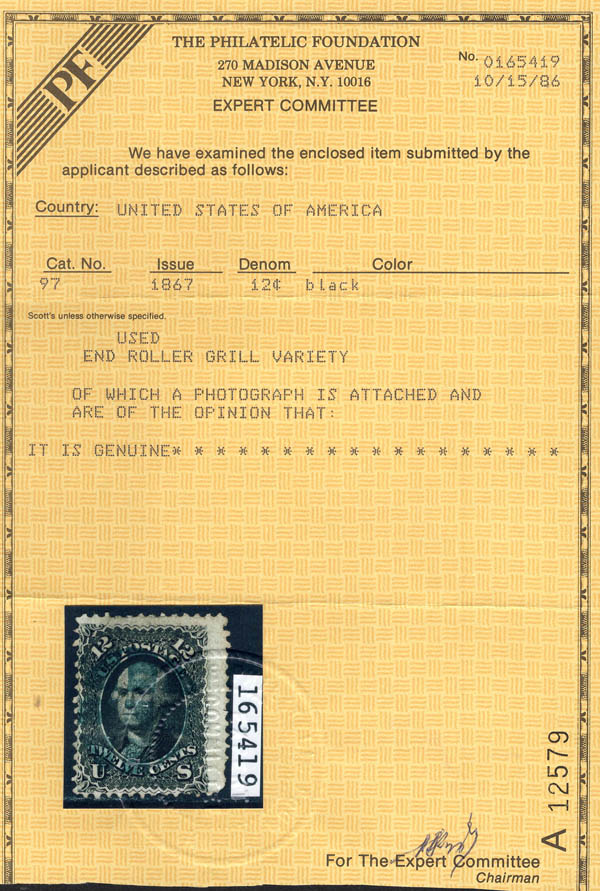 PF
THE PHILATELIC FOUNDATION
270 MADISON AVENUE
NEW YORK, N.Y. 10016
EXPERT COMMITTEE
No. 0165419
10/15/86
We have examined the enclosed item submitted by the
applicant described as follows:
Country: UNITED STATES OF AMERICA
Cat. No. Issue Denom Color
97 1867 12¢ black
Scott's unless otherwise specified.
USED
END ROLLER GRILL VARIETY
OF WHICH A PHOTOGRAPH IS ATTACHED AND
ARE OF THE OPINION THAT:
IT IS GENUINE* * * * * * * * * * * * * * * * * *
12 12
U.S. POSTAGE
TWELVE CENTS
U S
165419
A 12579
For The Expert Committee
Chairman